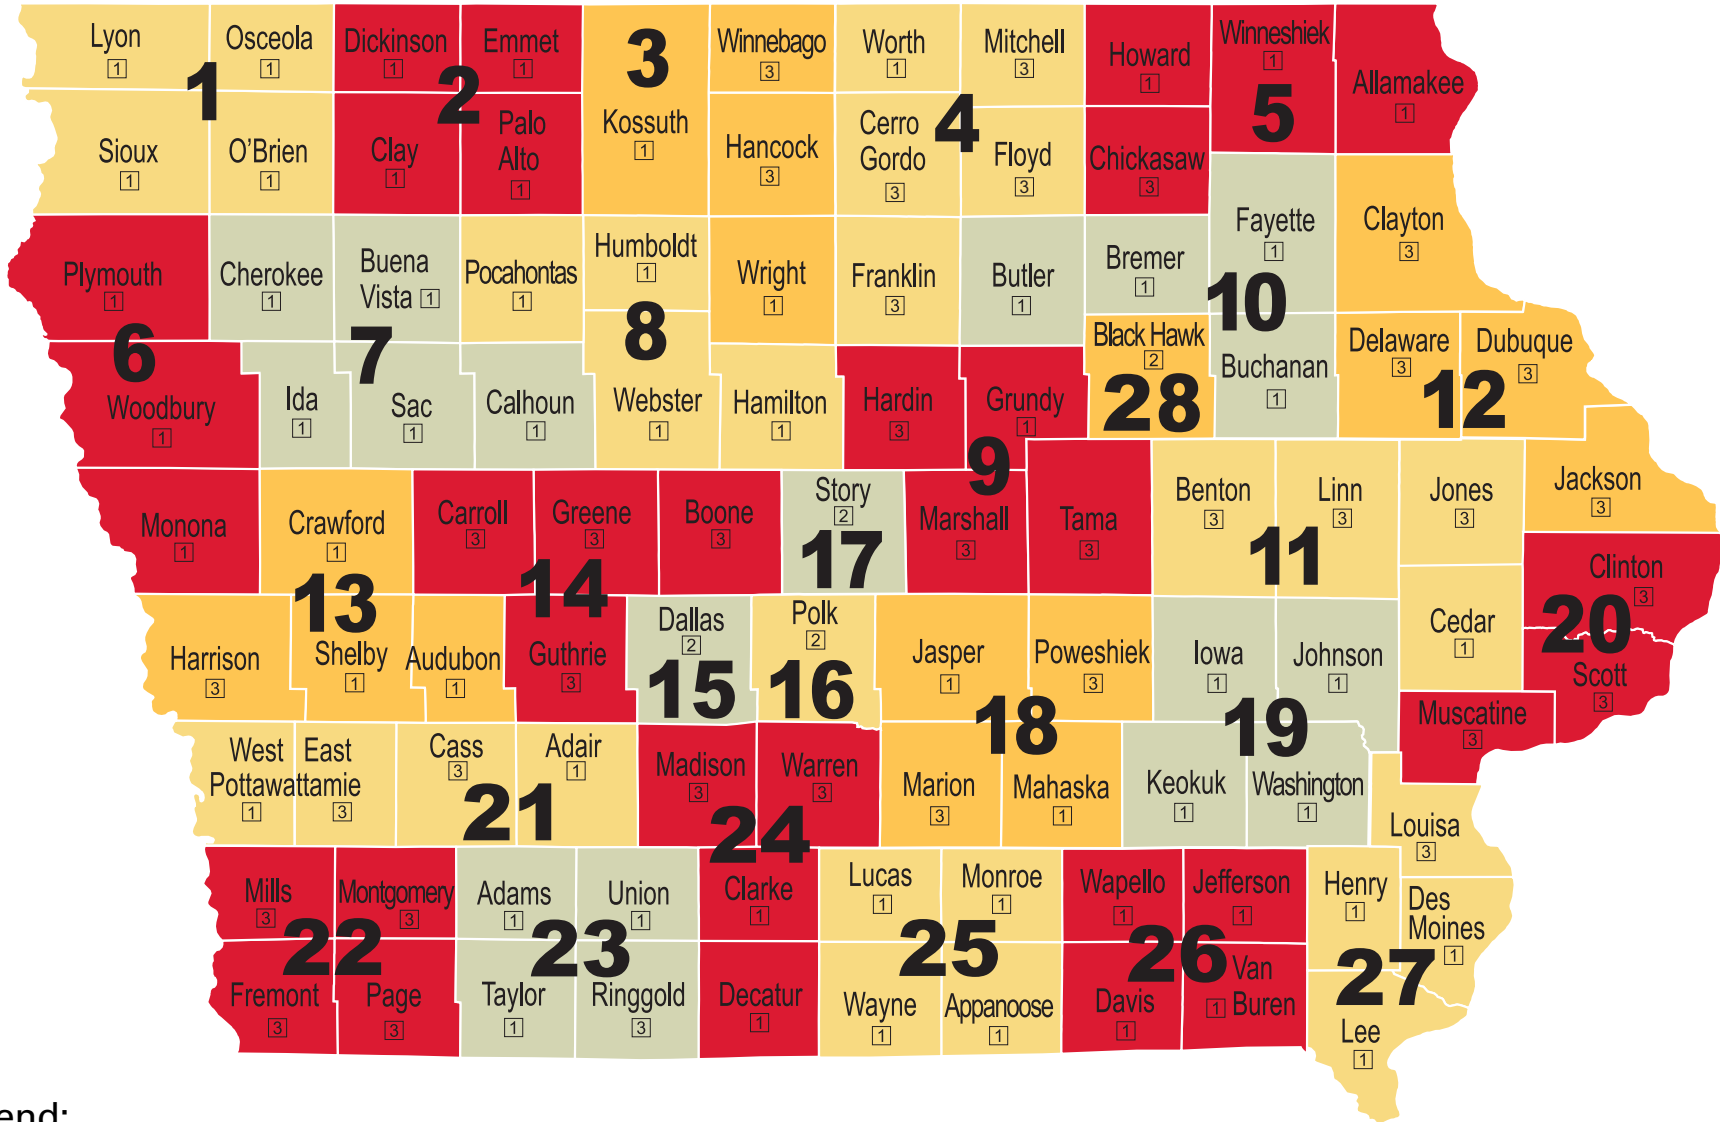 Lyon
1
Osceola
1
Dickinson
1
Emmet
1
3
Kossuth
1
Winnebago
3
Worth
1
Mitchell
3
Howard
1
Winneshiek
1
5
Allamakee
1
1
2
4
Sioux
1
O'Brien
1
Clay
1
Palo
Alto
1
Hancock
3
Cerro
Gordo
3
Floyd
3
Chickasaw
3
Plymouth
1
Cherokee
1
Buena
Vista 1
Pocahontas
1
Humboldt
1
Wright
1
Franklin
3
Butler
1
Bremer
1
Fayette
1
Clayton
3
6
7
8
10
Woodbury
1
Ida
1
Sac
1
Calhoun
1
Webster
1
Hamilton
1
Hardin
3
Grundy
1
Black Hawk
2
28
Buchanan
1
Delaware
3
Dubuque
3
12
9
Monona
1
Crawford
1
Carroll
3
Greene
3
Boone
3
Story
2
17
Marshall
3
Tama
3
Benton
3
Linn
3
Jones
3
Jackson
3
11
13
14
Clinton
3
20
Harrison
3
Shelby
1
Audubon
1
Guthrie
3
Dallas
2
15
Polk
2
16
Jasper
1
Poweshiek
3
Iowa
1
Johnson
1
Cedar
1
Scott
3
18
19
Muscatine
3
West East
Pottawattamie
1
3
Cass
3
Adair
1
21
Madison
3
Warren
3
24
Marion
3
Mahaska
1
Keokuk
1
Washington
1
Louisa
3
Mills
3
Montgomery
3
Adams
1
Union
1
Clarke
1
Lucas
1
Monroe
1
Wapello
1
Jefferson
1
Henry
1
Des
Moines
1
22
23
25
26
27
Fremont
3
Page
3
Taylor
1
Ringgold
3
Decatur
1
Wayne
1
Appanoose
1
Davis
1
Van
1 Buren
Lee
1
end: